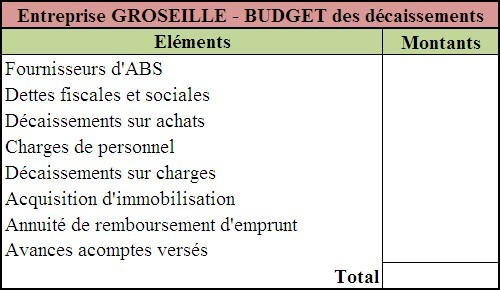 Entreprise GROSEILLE - BUDGET des décaissements
Eléments Montants
Fournisseurs d'ABS
Dettes fiscales et sociales
Décaissements sur achats
Charges de personnel
Décaissements sur charges
Acquisition d'immobilisation
Annuité de remboursement d'emprunt
Avances acomptes versés
Total